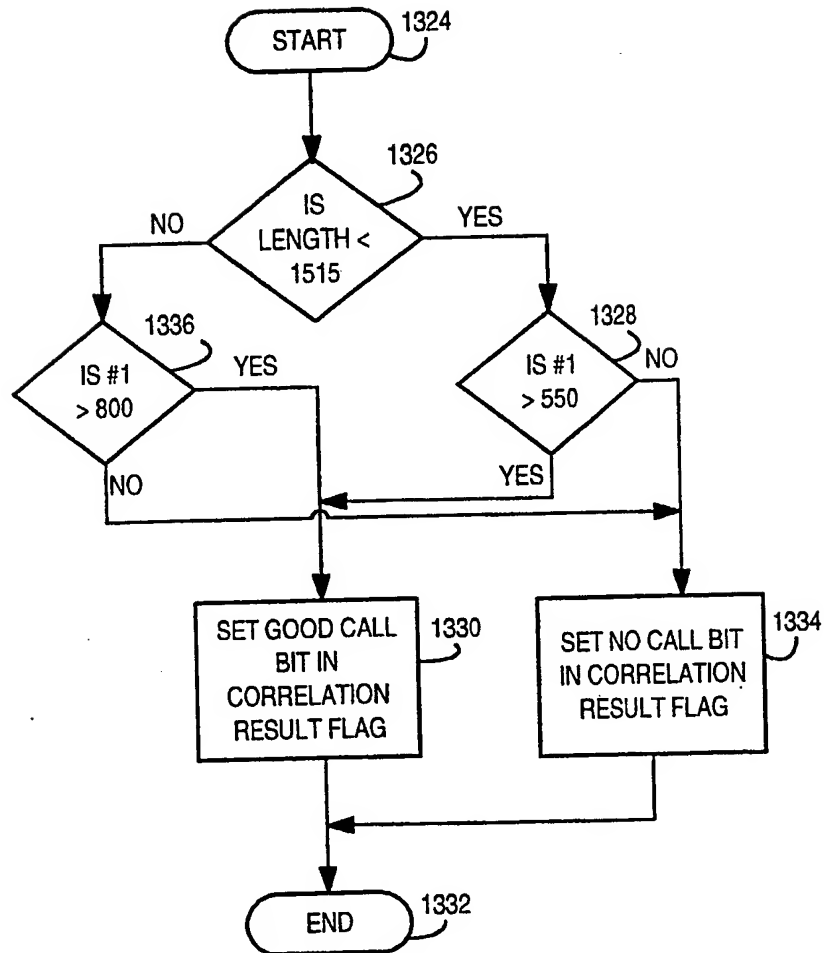 START
1324
1326
IS
LENGTH <
1515
NO
YES
1336
IS #1
> 800
YES
NO
1328
IS #1
> 550
NO
YES
SET GOOD CALL
BIT IN
CORRELATION
RESULT FLAG
1330
SET NO CALL BIT
IN CORRELATION
RESULT FLAG
1334
END
1332